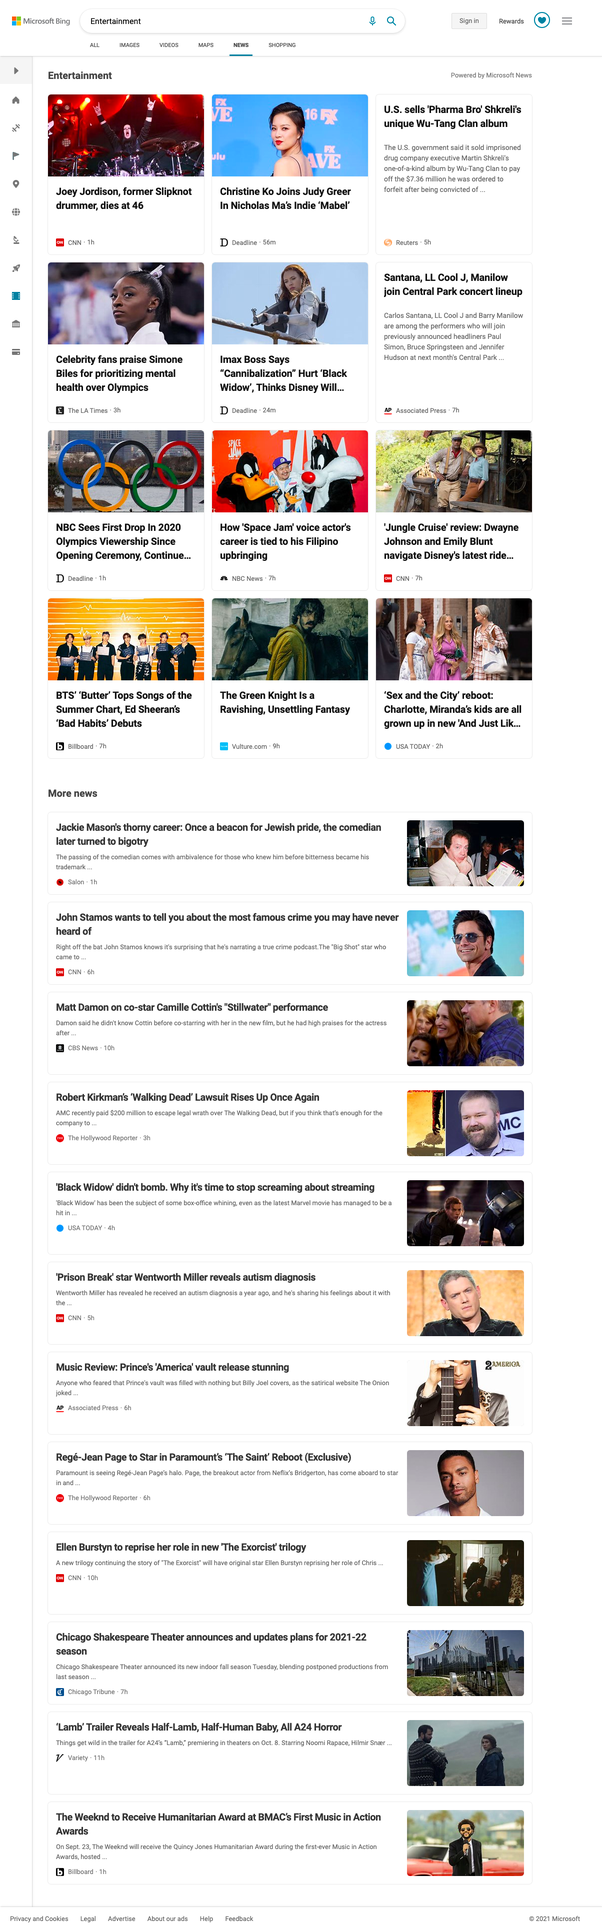 Microsoft Bing
Entertainment
Sign in
Rewards
ALL
IMAGES
VIDEOS
MAPS
NEWS
SHOPPING
Entertainment
Powered by Microsoft News
Joey Jordison, former Slipknot
drummer, dies at 46
CNN · 1h
Christine Ko Joins Judy Greer
In Nicholas Ma's Indie 'Mabel'
Deadline · 56m
U.S. sells 'Pharma Bro' Shkreli's
unique Wu-Tang Clan album
The U.S. government said it sold imprisoned
drug company executive Martin Shkreli's
one-of-a-kind album by Wu-Tang Clan to pay
off the $7.36 million he was ordered to
forfeit after being convicted of ...
Reuters · 5h
Celebrity fans praise Simone
Biles for prioritizing mental
health over Olympics
The LA Times · 3h
Imax Boss Says
“Cannibalization” Hurt ‘Black
Widow’, Thinks Disney Will...
Deadline · 24m
Santana, LL Cool J, Manilow
join Central Park concert lineup
Carlos Santana, LL Cool J and Barry Manilow
are among the performers who will join
previously announced headliners Paul
Simon, Bruce Springsteen and Jennifer
Hudson at next month's Central Park ...
AP Associated Press · 7h
NBC Sees First Drop In 2020
Olympics Viewership Since
Opening Ceremony, Continue...
Deadline · 1h
SPACE
JAM
How 'Space Jam' voice actor's
career is tied to his Filipino
upbringing
NBC News · 7h
'Jungle Cruise' review: Dwayne
Johnson and Emily Blunt
navigate Disney's latest ride...
CNN · 7h
BTS' 'Butter' Tops Songs of the
Summer Chart, Ed Sheeran's
'Bad Habits' Debuts
Billboard · 7h
The Green Knight Is a
Ravishing, Unsettling Fantasy
Vulture.com · 9h
‘Sex and the City’ reboot:
Charlotte, Miranda’s kids are all
grown up in new 'And Just Lik...
USA TODAY · 2h
More news
Jackie Mason's thorny career: Once a beacon for Jewish pride, the comedian
later turned to bigotry
The passing of the comedian comes with ambivalence for those who knew him before bitterness became his
trademark ...
Salon · 1h
John Stamos wants to tell you about the most famous crime you may have never
heard of
Right off the bat John Stamos knows it's surprising that he's narrating a true crime podcast.The "Big Shot" star who
came to ...
CNN · 6h
Matt Damon on co-star Camille Cottin's "Stillwater" performance
Damon said he didn't know Cottin before co-starring with her in the new film, but he had high praises for the actress
after ...
CBS News · 10h
Robert Kirkman's 'Walking Dead' Lawsuit Rises Up Once Again
AMC recently paid $200 million to escape legal wrath over The Walking Dead, but if you think that's enough for the
company to ...
The Hollywood Reporter · 3h
'Black Widow' didn't bomb. Why it's time to stop screaming about streaming
'Black Widow' has been the subject of some box-office whining, even as the latest Marvel movie has managed to be a
hit in ...
USA TODAY · 4h
'Prison Break' star Wentworth Miller reveals autism diagnosis
Wentworth Miller has revealed he received an autism diagnosis a year ago, and he's sharing his feelings about it with
the ...
CNN · 5h
Music Review: Prince's 'America' vault release stunning
Anyone who feared that Prince's vault was filled with nothing but Billy Joel covers, as the satirical website The Onion
joked ...
AP Associated Press · 6h
Regé-Jean Page to Star in Paramount's 'The Saint' Reboot (Exclusive)
Paramount is seeing Regé-Jean Page's halo. Page, the breakout actor from Neflix's Bridgerton, has come aboard to star
in and ...
The Hollywood Reporter · 6h
Ellen Burstyn to reprise her role in new 'The Exorcist' trilogy
A new trilogy continuing the story of "The Exorcist" will have original star Ellen Burstyn reprising her role of Chris ...
CNN · 10h
Chicago Shakespeare Theater announces and updates plans for 2021-22
season
Chicago Shakespeare Theater announced its new indoor fall season Tuesday, blending postponed productions from
last season ...
Chicago Tribune · 7h
'Lamb' Trailer Reveals Half-Lamb, Half-Human Baby, All A24 Horror
Things get wild in the trailer for A24's "Lamb," premiering in theaters on Oct. 8. Starring Noomi Rapace, Hilmir Snær ...
Variety · 11h
The Weeknd to Receive Humanitarian Award at BMAC's First Music in Action
Awards
On Sept. 23, The Weeknd will receive the Quincy Jones Humanitarian Award during the first-ever Music in Action
Awards, hosted ...
Billboard · 1h
Privacy and Cookies
Legal
Advertise
About our ads
Help
Feedback
© 2021 Microsoft